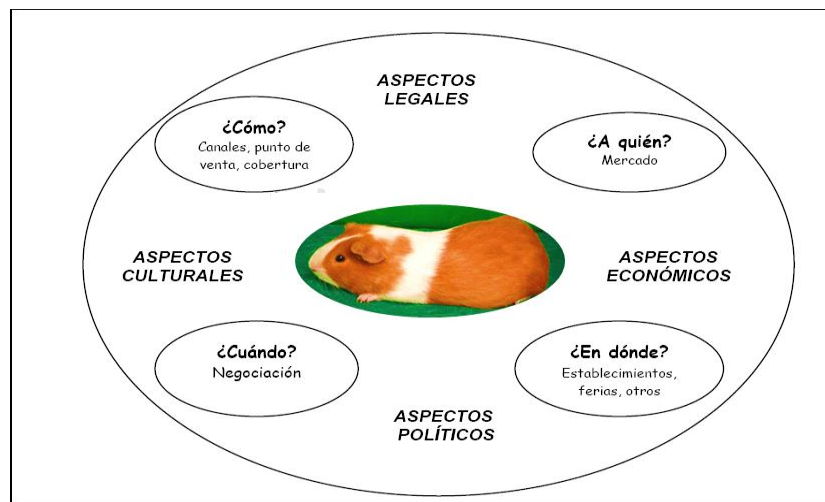 ASPECTOS
LEGALES
¿Cómo?
Canales, punto de
venta, cobertura
¿A quién?
Mercado
ASPECTOS
CULTURALES
ASPECTOS
ECONÓMICOS
¿Cuándo?
Negociación
¿En dónde?
Establecimientos,
ferias, otros
ASPECTOS
POLÍTICOS